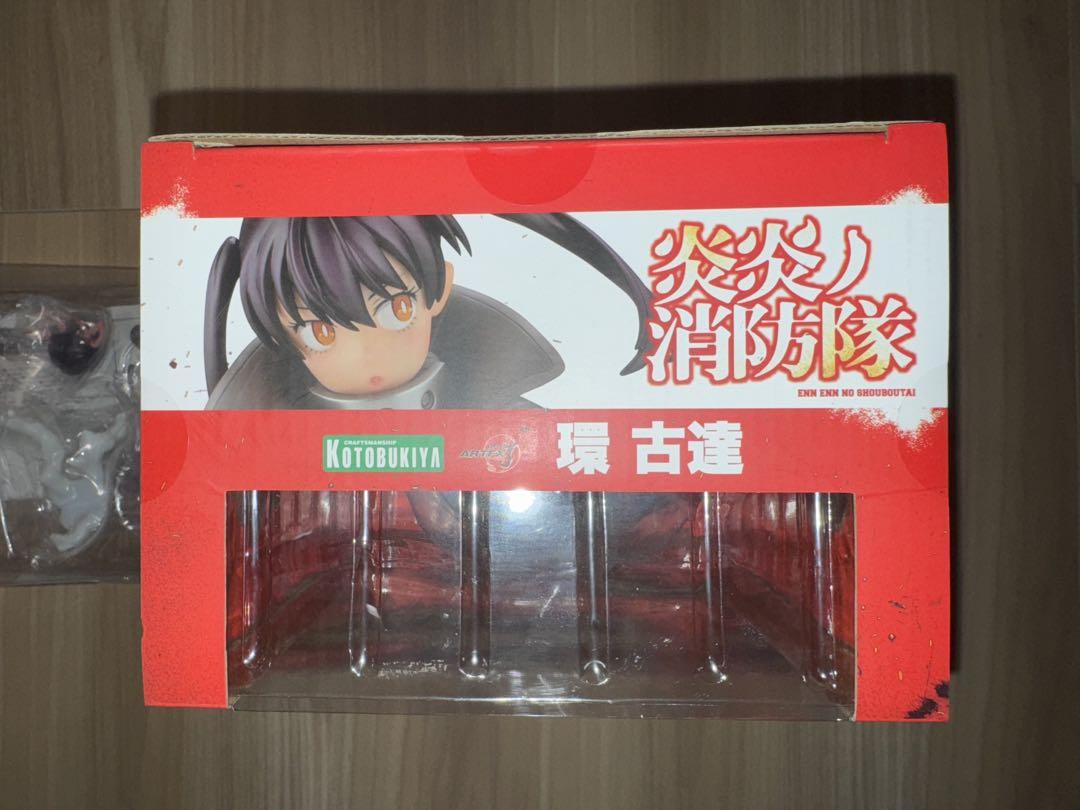 炎炎ノ
消防隊
ENN ENN NO SHOUBOUTAI
CRAFTSMANSHIP
KOTOBUKIYA
ARTFX J
環 古達